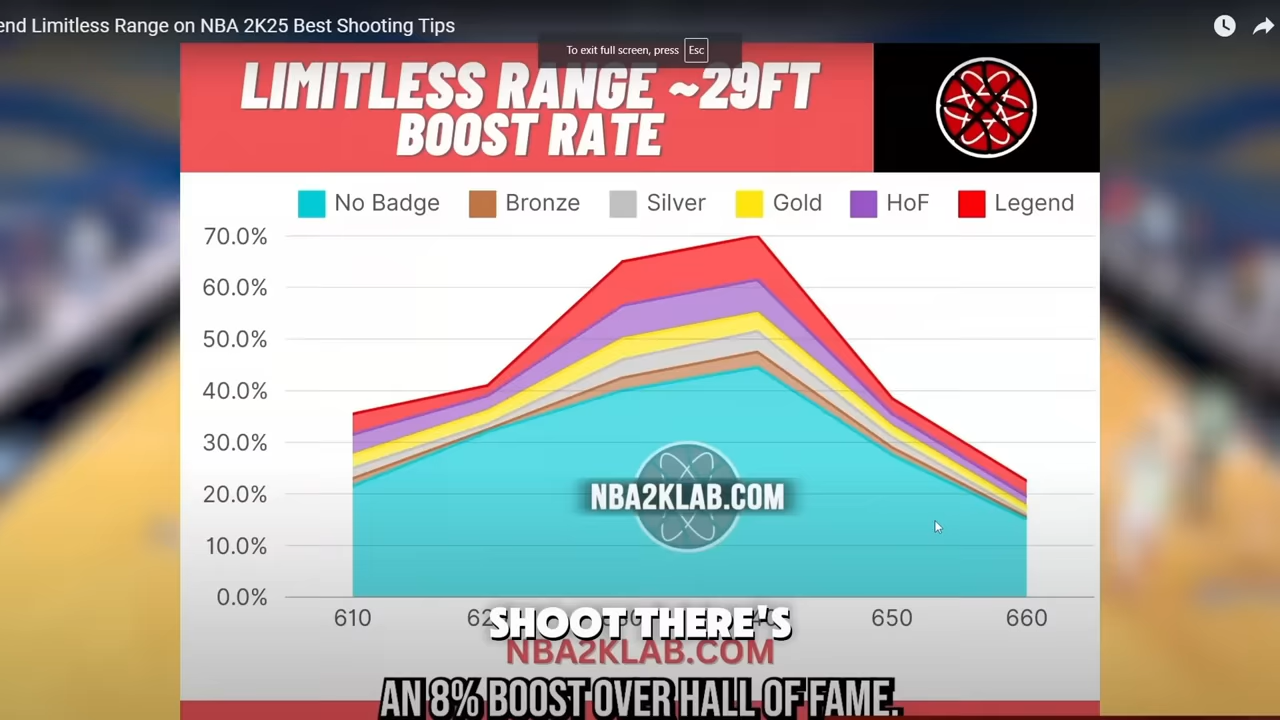 end Limitless Range on NBA 2K25 Best Shooting Tips
To exit full screen, press Esc
LIMITLESS RANGE ~29FT
BOOST RATE
No Badge Bronze Silver Gold HoF Legend
70.0%
60.0%
50.0%
40.0%
30.0%
20.0%
10.0%
0.0%
NBA2KLAB.COM
610 650 660
SHOOT THERE'S
NBA2KLAB.COM
AN 8% BOOST OVER HALL OF FAME.